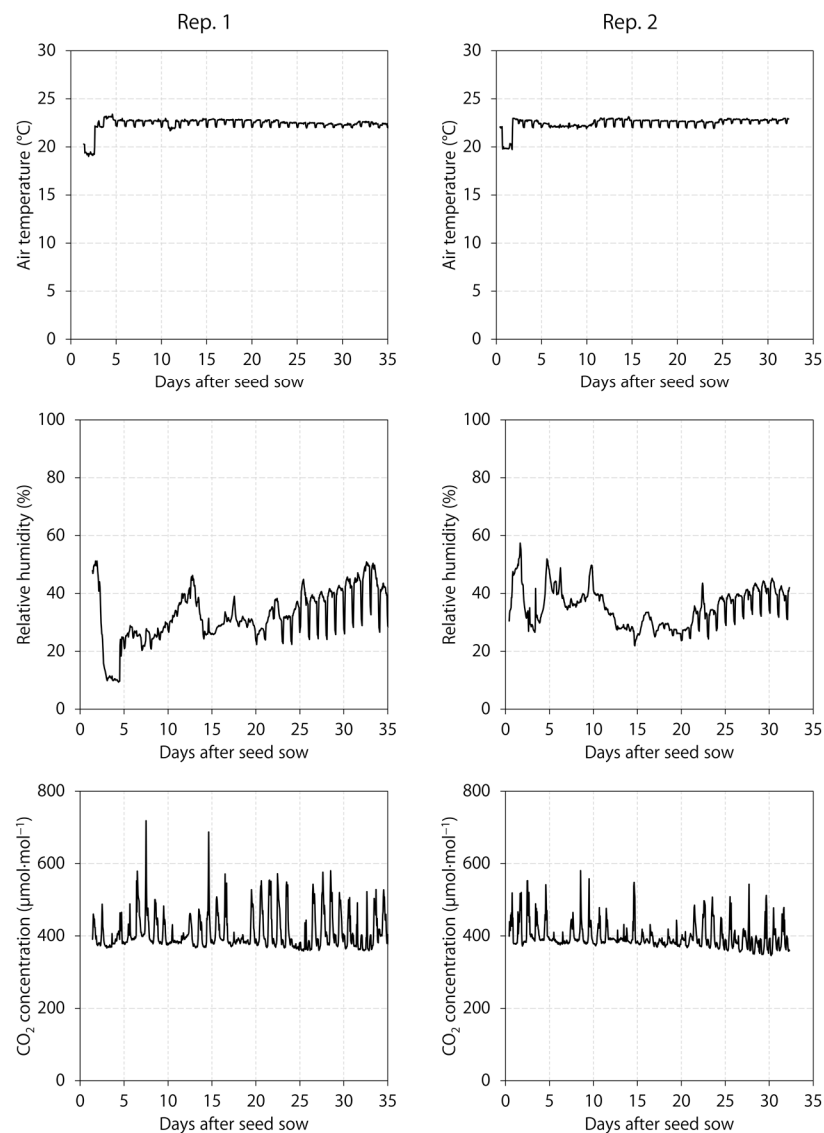 Rep. 1
Rep. 2
30
25
20
15
10
5
0
Air temperature (°C)
0 5 10 15 20 25 30 35
Days after seed sow
30
25
20
15
10
5
0
Air temperature (°C)
0 5 10 15 20 25 30 35
Days after seed sow
100
80
60
40
20
0
Relative humidity (%)
0 5 10 15 20 25 30 35
Days after seed sow
100
80
60
40
20
0
Relative humidity (%)
0 5 10 15 20 25 30 35
Days after seed sow
800
600
400
200
0
CO₂ concentration (µmol·mol⁻¹)
0 5 10 15 20 25 30 35
Days after seed sow
800
600
400
200
0
CO₂ concentration (µmol·mol⁻¹)
0 5 10 15 20 25 30 35
Days after seed sow